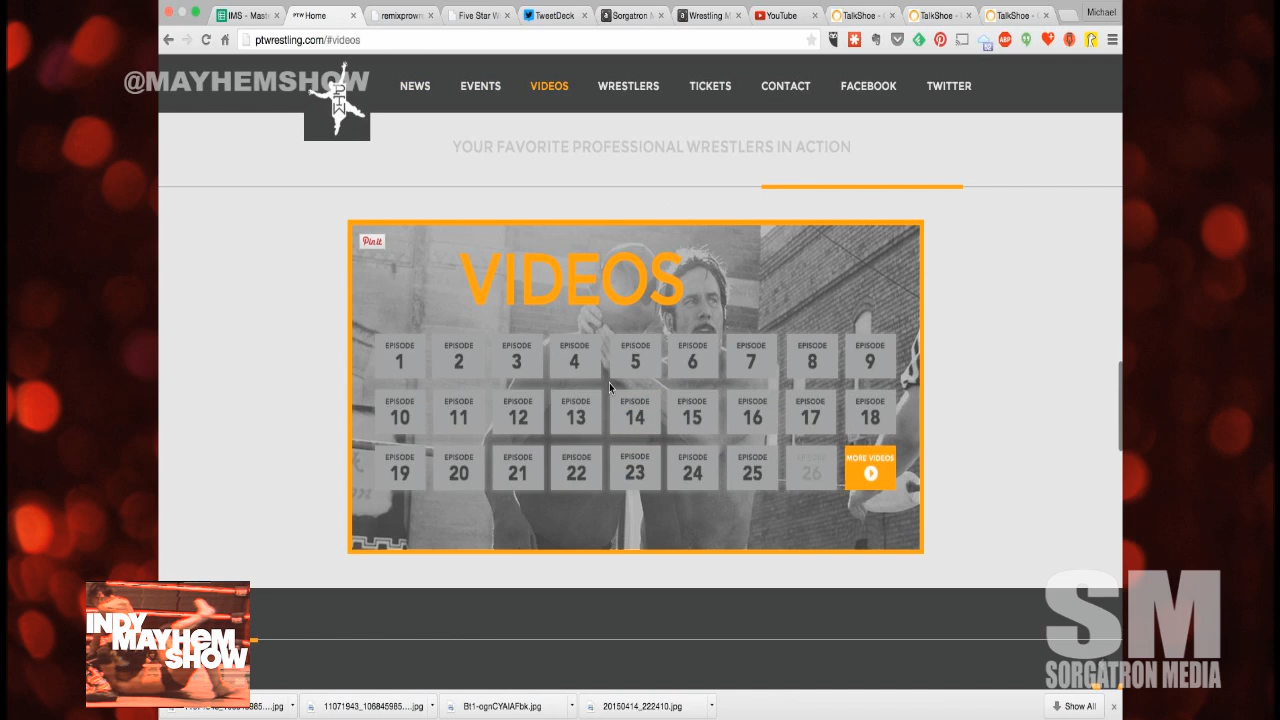 IMS - Maste
PTW Home
remixprown
Five Star W
TweetDeck
Sorgatron M
Wrestling M
YouTube
TalkShoe -
TalkShoe -
TalkShoe -
Michael
ptwrestling.com/#videos
@MAYHEMSHOW
NEWS
EVENTS
VIDEOS
WRESTLERS
TICKETS
CONTACT
FACEBOOK
TWITTER
YOUR FAVORITE PROFESSIONAL WRESTLERS IN ACTION
Pin it
VIDEOS
EPISODE 1
EPISODE 2
EPISODE 3
EPISODE 4
EPISODE 5
EPISODE 6
EPISODE 7
EPISODE 8
EPISODE 9
EPISODE 10
EPISODE 11
EPISODE 12
EPISODE 13
EPISODE 14
EPISODE 15
EPISODE 16
EPISODE 17
EPISODE 18
EPISODE 19
EPISODE 20
EPISODE 21
EPISODE 22
EPISODE 23
EPISODE 24
EPISODE 25
EPISODE 26
MORE VIDEOS
INDY
MAYHEM
SHOW
SM
SORGATRON MEDIA
11071943_106845985....jpg
Bt1-ognCYAIAFbk.jpg
20150414_222410.jpg
Show All